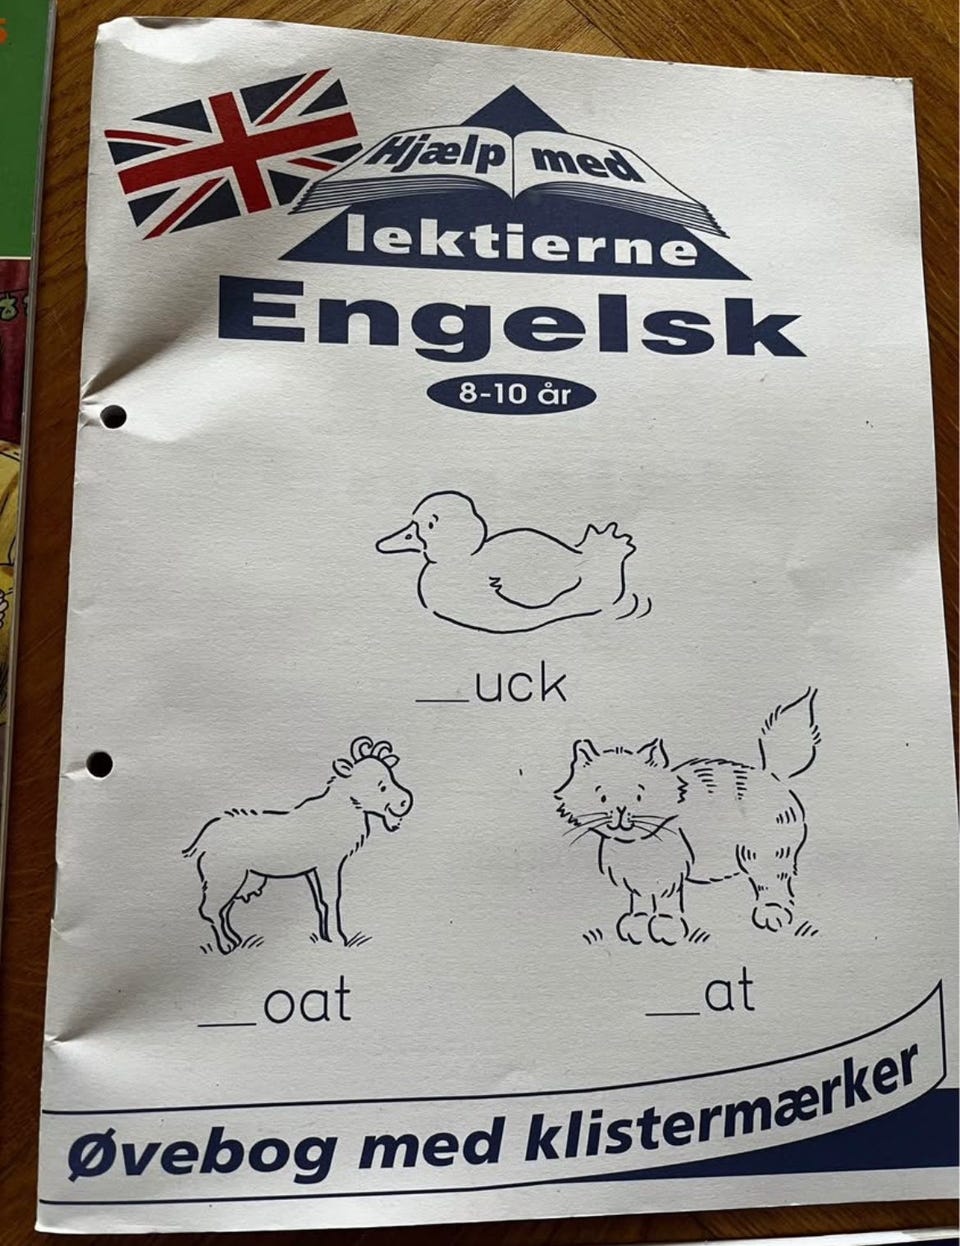 Hjælp med
lektierne
Engelsk
8-10 år
__uck
__oat
__at
Øvebog med klistermærker